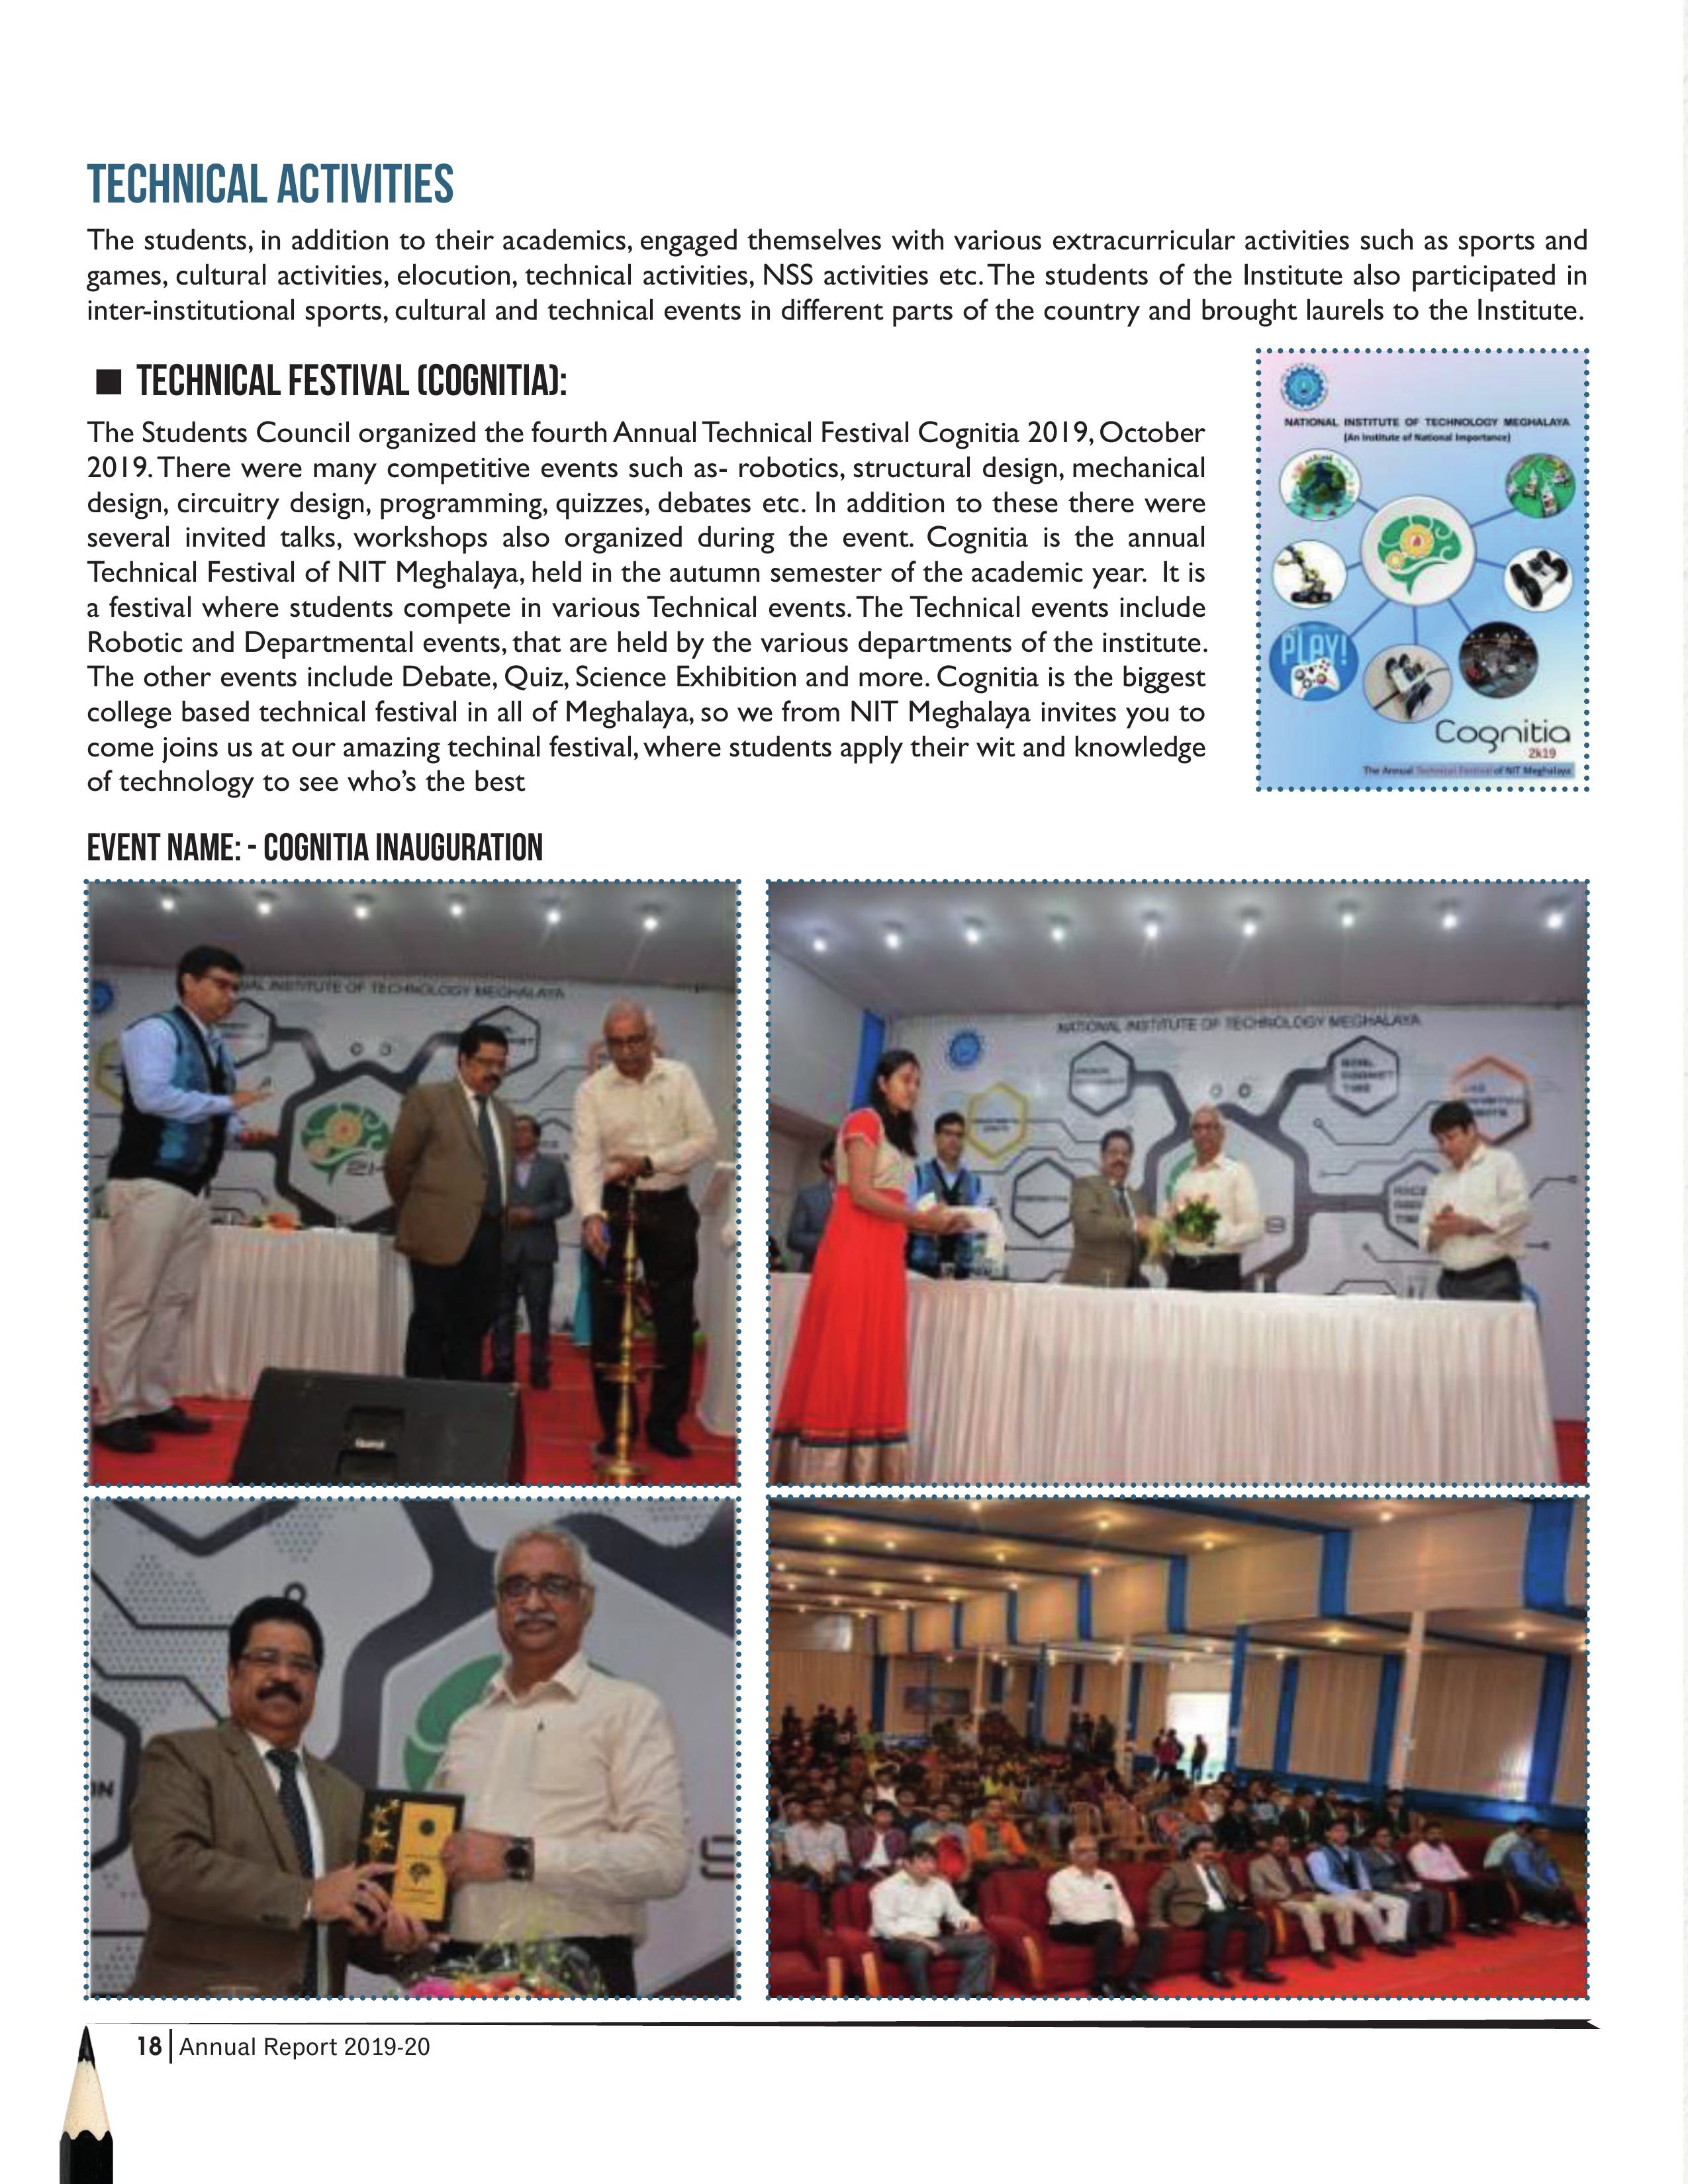 TECHNICAL ACTIVITIES
The students, in addition to their academics, engaged themselves with various extracurricular activities such as sports and
games, cultural activities, elocution, technical activities, NSS activities etc. The students of the Institute also participated in
inter-institutional sports, cultural and technical events in different parts of the country and brought laurels to the Institute.
■ TECHNICAL FESTIVAL (COGNITIA):
The Students Council organized the fourth Annual Technical Festival Cognitia 2019, October
2019. There were many competitive events such as- robotics, structural design, mechanical
design, circuitry design, programming, quizzes, debates etc. In addition to these there were
several invited talks, workshops also organized during the event. Cognitia is the annual
Technical Festival of NIT Meghalaya, held in the autumn semester of the academic year. It is
a festival where students compete in various Technical events. The Technical events include
Robotic and Departmental events, that are held by the various departments of the institute.
The other events include Debate, Quiz, Science Exhibition and more. Cognitia is the biggest
college based technical festival in all of Meghalaya, so we from NIT Meghalaya invites you to
come joins us at our amazing techinal festival, where students apply their wit and knowledge
of technology to see who's the best
NATIONAL INSTITUTE OF TECHNOLOGY MEGHALAYA
(An Institute of National Importance)
PLAY!
Cognitia
2k19
The Annual Technical Festival of NIT Meghalaya
EVENT NAME: - COGNITIA INAUGURATION
INSTITUTE OF TECHNOLOGY MEGHALAYA
NATIONAL INSTITUTE OF TECHNOLOGY MEGHALAYA
18 Annual Report 2019-20